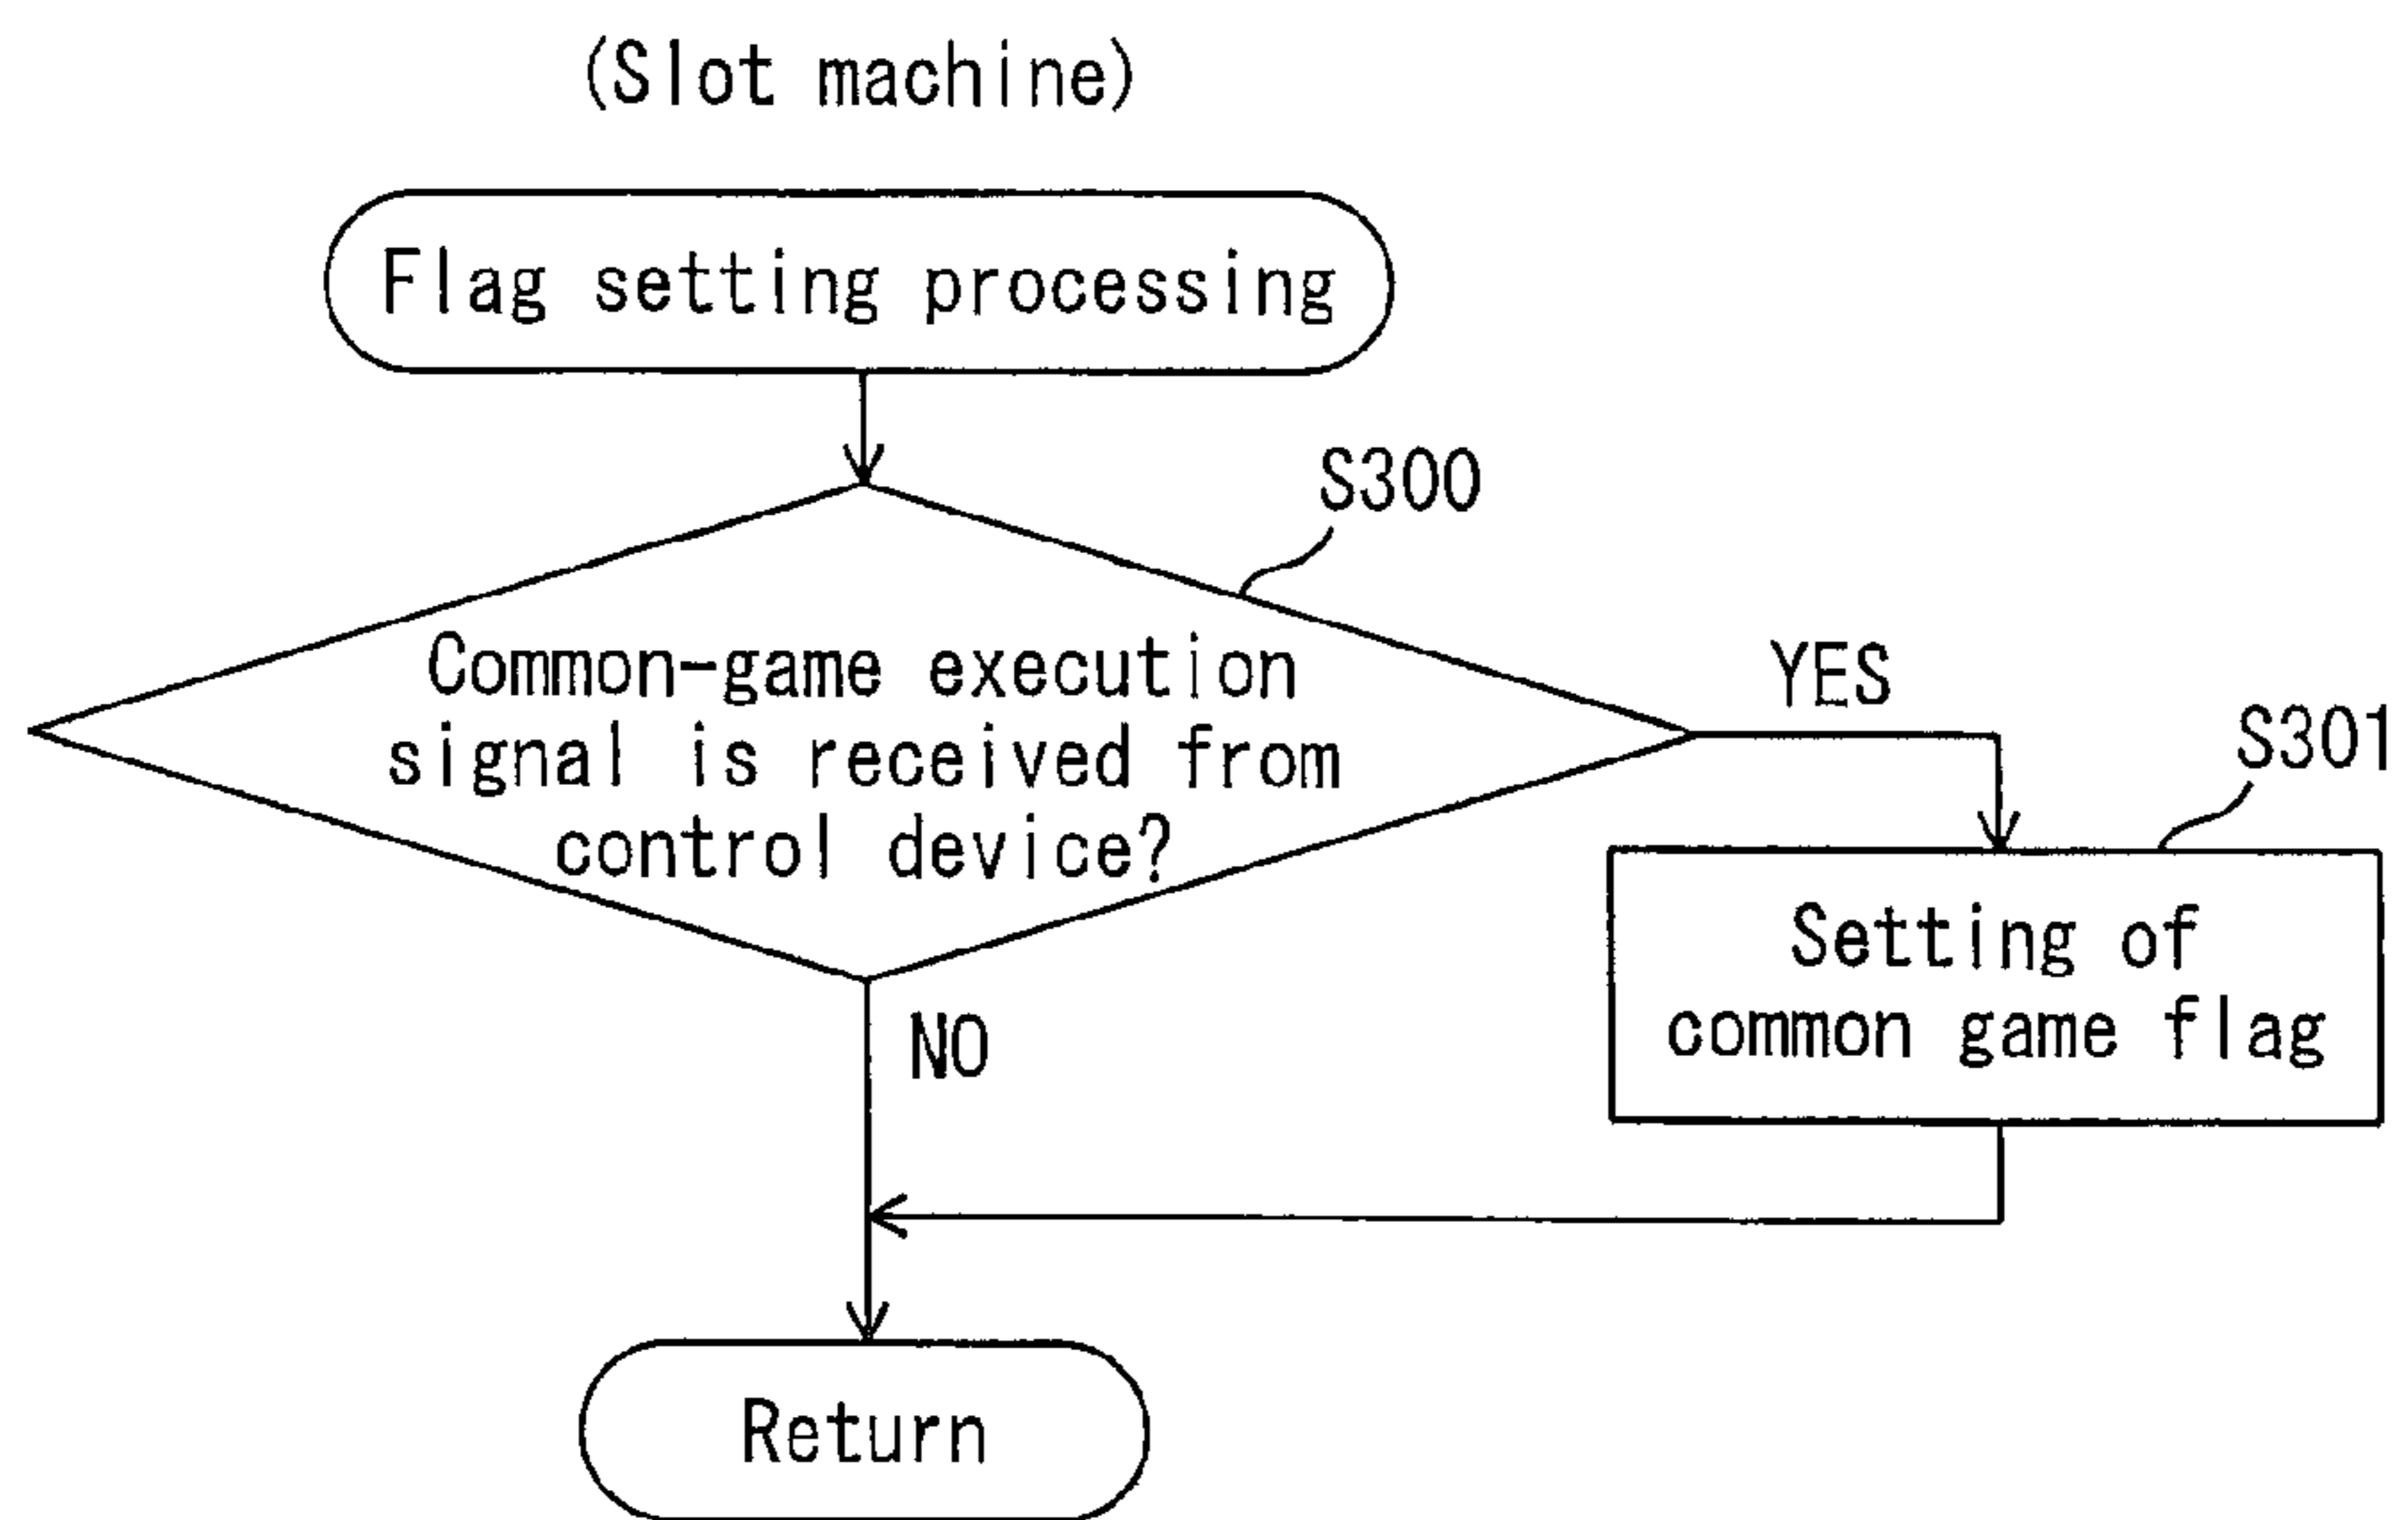 (Slot machine)
Flag setting processing
S300
Common-game execution
signal is received from
control device?
YES
S301
Setting of
common game flag
NO
Return